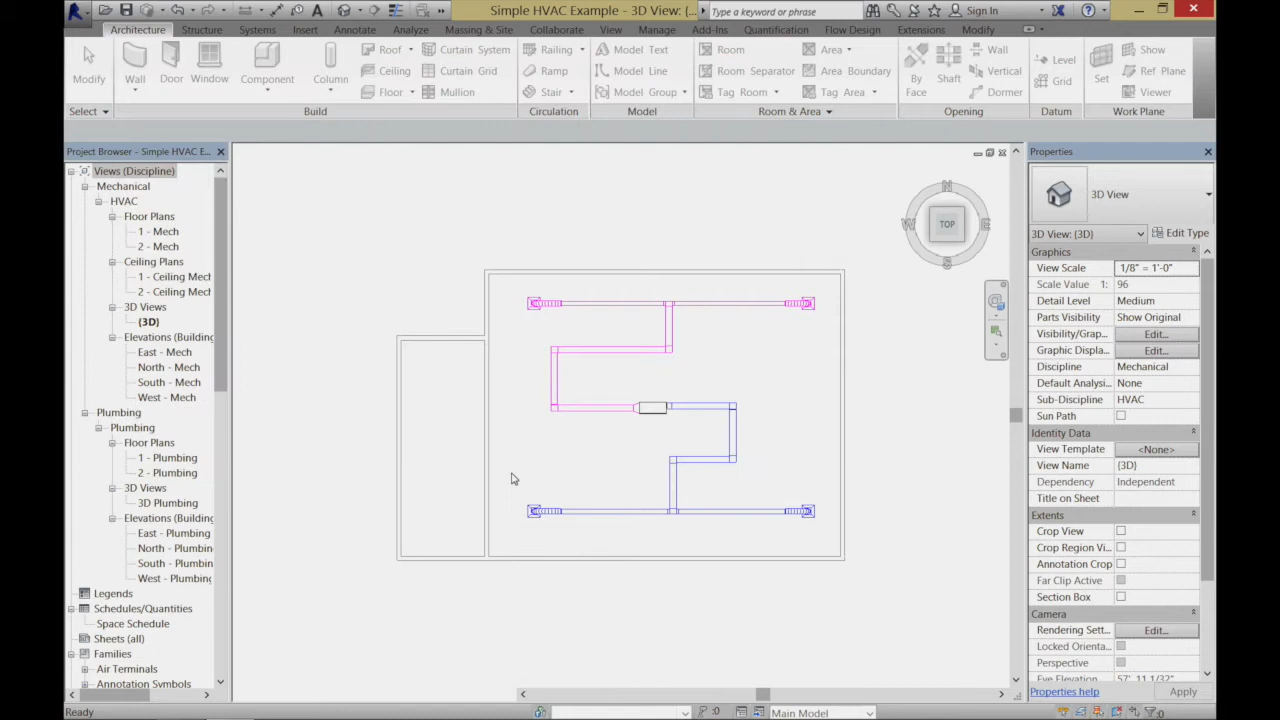 Simple HVAC Example - 3D View: {...
Type a keyword or phrase
Sign In
Architecture Structure Systems Insert Annotate Analyze Massing & Site Collaborate View Manage Add-Ins Quantification Flow Design Extensions Modify
Modify
Wall
Door
Window
Component
Column
Roof
Ceiling
Floor
Curtain System
Curtain Grid
Mullion
Railing
Ramp
Stair
Model Text
Model Line
Model Group
Room
Room Separator
Tag Room
Area
Area Boundary
Tag Area
By
Face
Shaft
Wall
Vertical
Dormer
Level
Grid
Set
Show
Ref Plane
Viewer
Select
Build
Circulation
Model
Room & Area
Opening
Datum
Work Plane
Project Browser - Simple HVAC E...
Views (Discipline)
Mechanical
HVAC
Floor Plans
1 - Mech
2 - Mech
Ceiling Plans
1 - Ceiling Mech
2 - Ceiling Mech
3D Views
{3D}
Elevations (Building
East - Mech
North - Mech
South - Mech
West - Mech
Plumbing
Plumbing
Floor Plans
1 - Plumbing
2 - Plumbing
3D Views
3D Plumbing
Elevations (Building
East - Plumbing
North - Plumbing
South - Plumbing
West - Plumbing
Legends
Schedules/Quantities
Space Schedule
Sheets (all)
Families
Air Terminals
Annotation Symbols
N
W
TOP
E
S
Properties
3D View
3D View: {3D}
Edit Type
Graphics
View Scale 1/8" = 1'-0"
Scale Value 1: 96
Detail Level Medium
Parts Visibility Show Original
Visibility/Grap... Edit...
Graphic Displa... Edit...
Discipline Mechanical
Default Analysi... None
Sub-Discipline HVAC
Sun Path
Identity Data
View Template <None>
View Name {3D}
Dependency Independent
Title on Sheet
Extents
Crop View
Crop Region Vi...
Annotation Crop
Far Clip Active
Section Box
Camera
Rendering Sett... Edit...
Locked Orienta...
Perspective
Eye Elevation 57' 11 1/32"
Properties help
Apply
Ready
:0
Main Model
:0